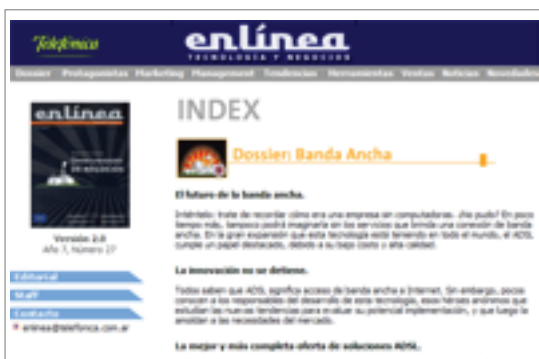 Telefónica
enlínea
TECNOLOGÍA Y NEGOCIOS
Dossier Protagonistas Marketing Management Tendencias Herramientas Ventas Noticias Novedades
enlínea
INDEX
Dossier: Banda Ancha
El futuro de la banda ancha.
Inténtelo: trate de recordar cómo era una empresa sin computadoras. ¿No pudo? En poco
tiempo más, tampoco podrá imaginarla sin los servicios que brinda una conexión de banda
ancha. En la gran expansión que esta tecnología está teniendo en todo el mundo, el ADSL
cumple un papel destacado, debido a su bajo costo y alta calidad.
Versión 2.0
Año 7, Número 27
La innovación no se detiene.
Editorial
Staff
Contacto
enlinea@telefonica.com.ar
Todos saben que ADSL significa acceso de banda ancha a Internet. Sin embargo, pocos
conocen a los responsables del desarrollo de esta tecnología, esos héroes anónimos que
estudian las nuevas tendencias para evaluar su potencial implementación, y que luego la
amoldan a las necesidades del mercado.
La mejor y más completa oferta de soluciones ADSL.